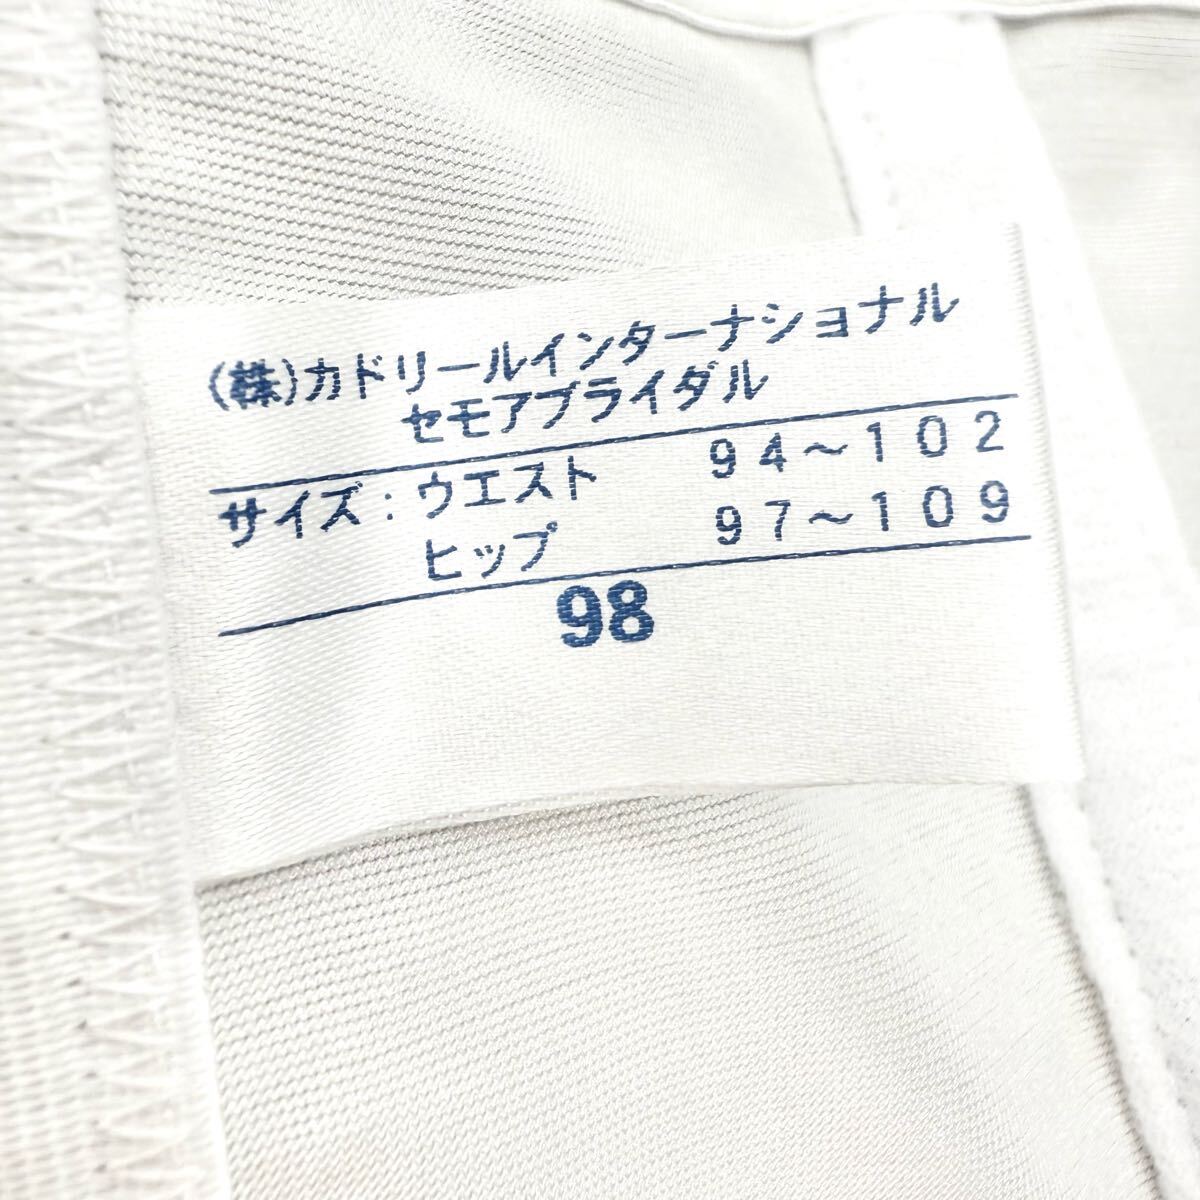 (株)カドリールインターナショナル
セモアブライダル
サイズ:ウエスト 94～102
ヒップ 97～109
98